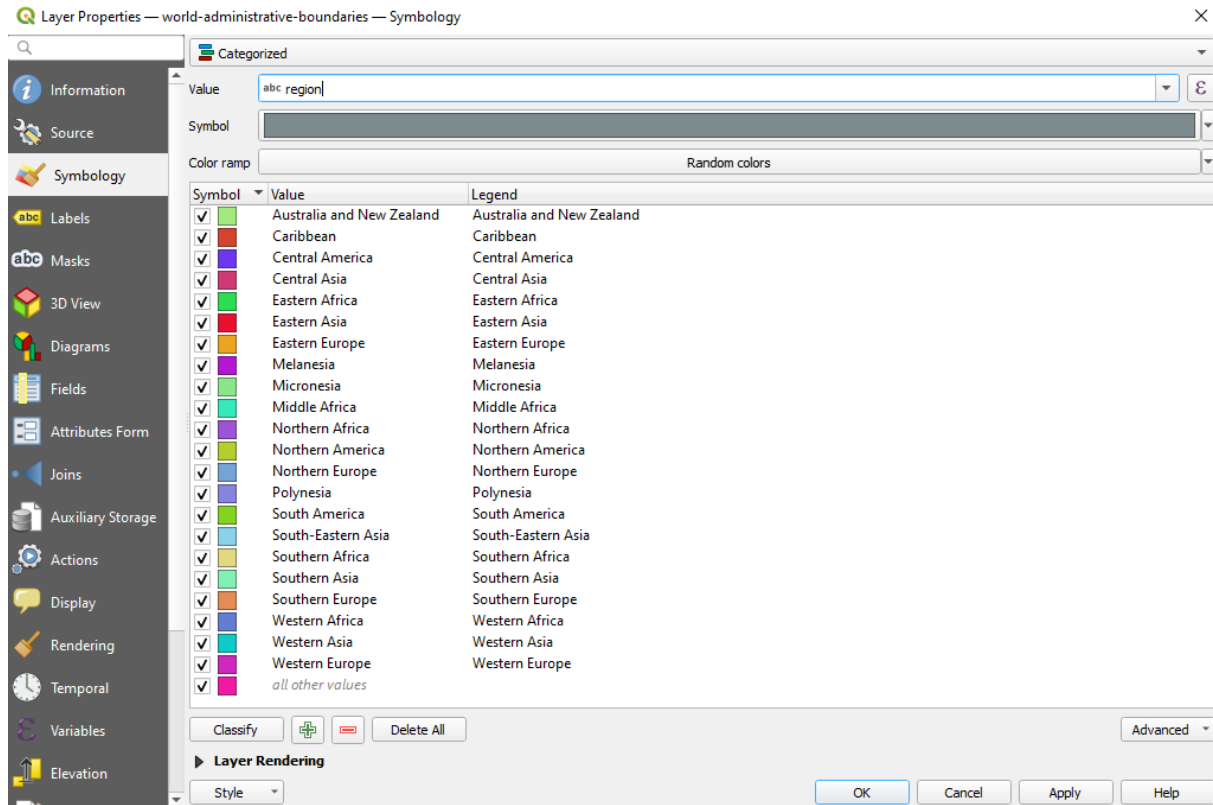 Layer Properties — world-administrative-boundaries — Symbology
Categorized
Information
Value
abc region
ε
Source
Symbol
Symbology
Color ramp
Random colors
Symbol Value Legend
abc Labels
abc Masks
3D View
Diagrams
Fields
Attributes Form
Joins
Auxiliary Storage
Actions
Display
Rendering
Temporal
ε Variables
Elevation
Australia and New Zealand Australia and New Zealand
Caribbean Caribbean
Central America Central America
Central Asia Central Asia
Eastern Africa Eastern Africa
Eastern Asia Eastern Asia
Eastern Europe Eastern Europe
Melanesia Melanesia
Micronesia Micronesia
Middle Africa Middle Africa
Northern Africa Northern Africa
Northern America Northern America
Northern Europe Northern Europe
Polynesia Polynesia
South America South America
South-Eastern Asia South-Eastern Asia
Southern Africa Southern Africa
Southern Asia Southern Asia
Southern Europe Southern Europe
Western Africa Western Africa
Western Asia Western Asia
Western Europe Western Europe
all other values
Classify Delete All Advanced
Layer Rendering
Style OK Cancel Apply Help